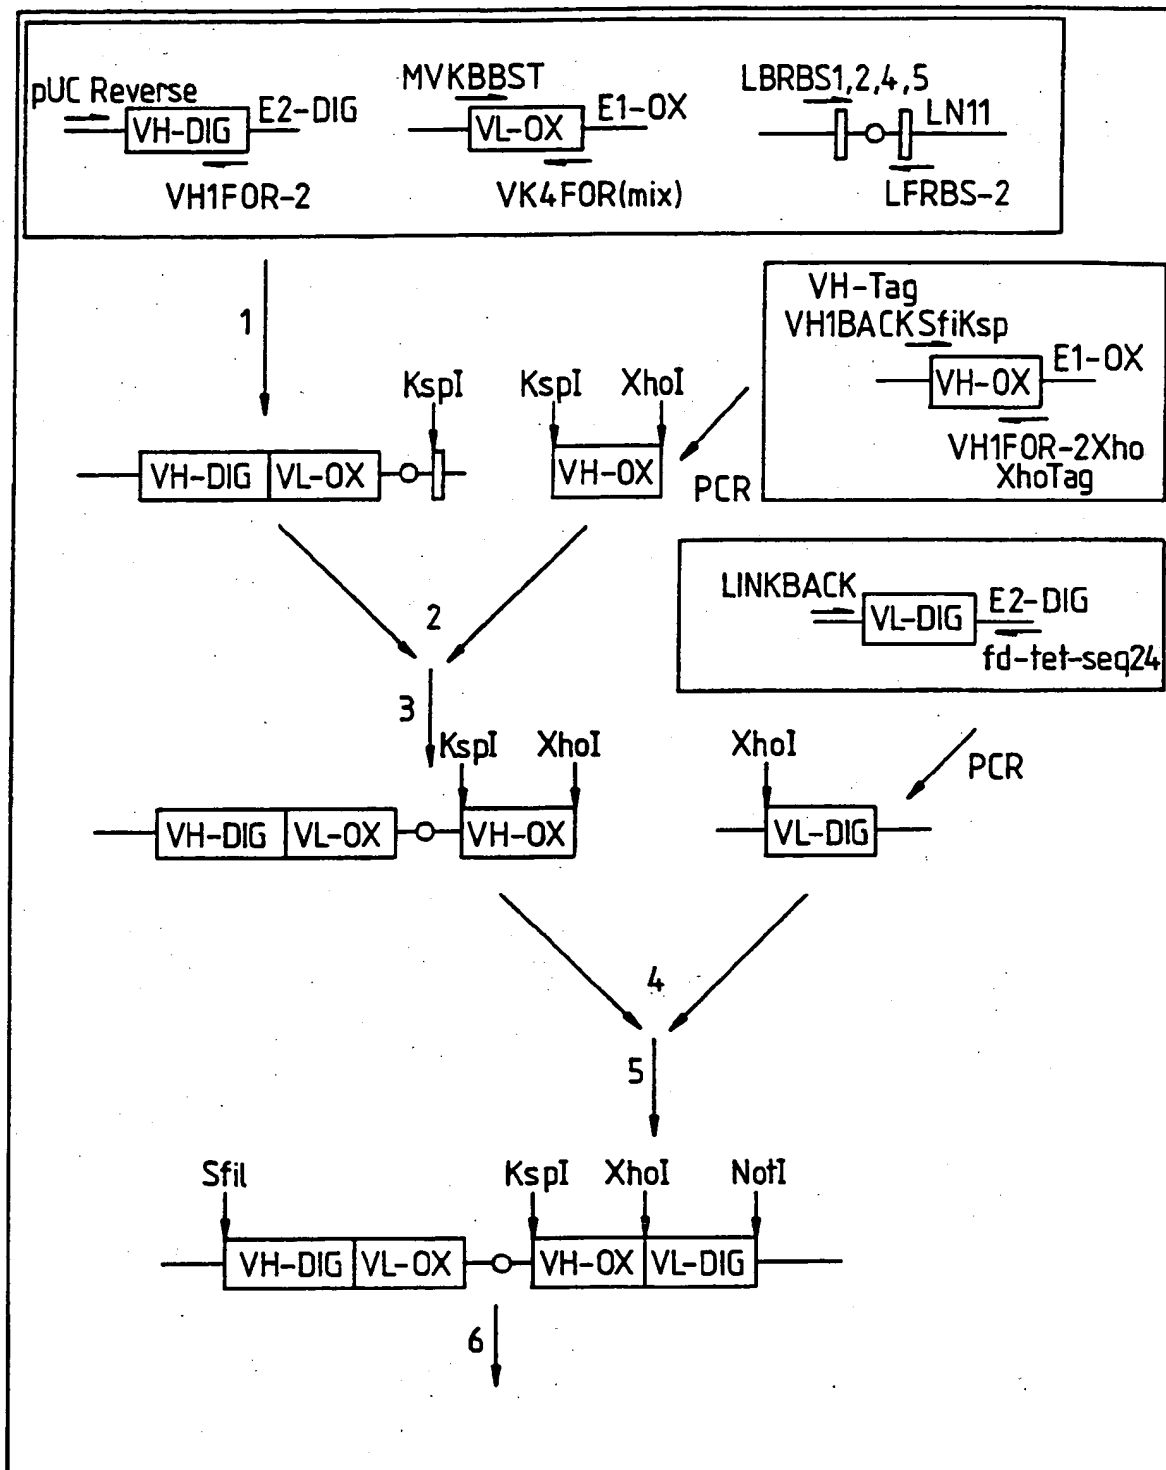 pUC Reverse
VH-DIG
E2-DIG
VH1FOR-2
MVKBBST
VL-OX
E1-OX
VK4FOR(mix)
LBRBS1,2,4,5
LN11
LFRBS-2
1
VH-Tag
VH1BACKSfiKsp
VH-OX
E1-OX
VH1FOR-2Xho
XhoTag
KspI
KspI
XhoI
VH-DIG
VL-OX
VH-OX
PCR
LINKBACK
VL-DIG
E2-DIG
fd-tet-seq24
2
3
KspI
XhoI
XhoI
PCR
VH-DIG
VL-OX
VH-OX
VL-DIG
4
5
SfiI
KspI
XhoI
NotI
VH-DIG
VL-OX
VH-OX
VL-DIG
6